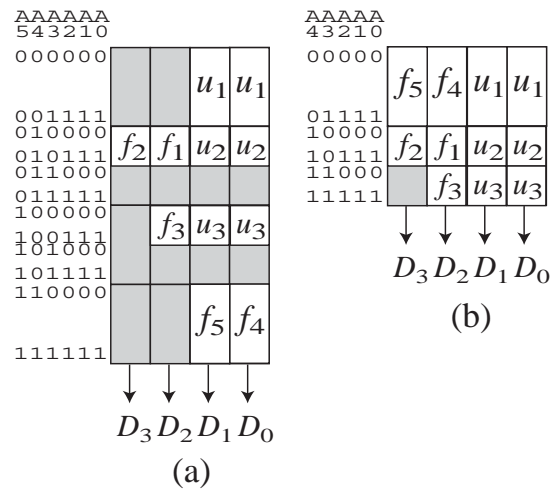 AAAAAA
543210
000000
u1 u1
001111
010000
f2 f1 u2 u2
010111
011000
011111
100000
f3 u3 u3
100111
101000
101111
110000
f5 f4
111111
D3 D2 D1 D0
(a)
AAAAA
43210
00000
f5 f4 u1 u1
01111
10000
f2 f1 u2 u2
10111
11000
f3 u3 u3
11111
D3 D2 D1 D0
(b)